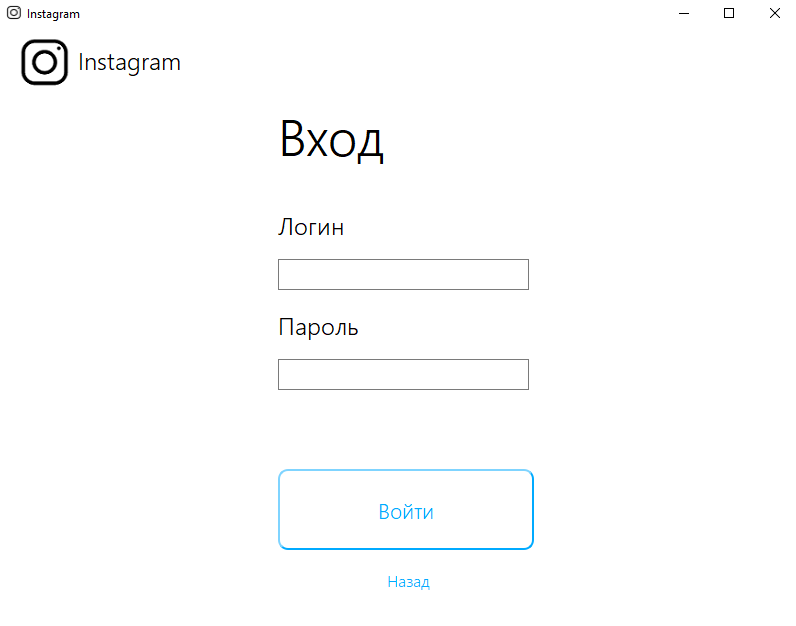 Instagram
Instagram
Вход
Логин
Пароль
Войти
Назад